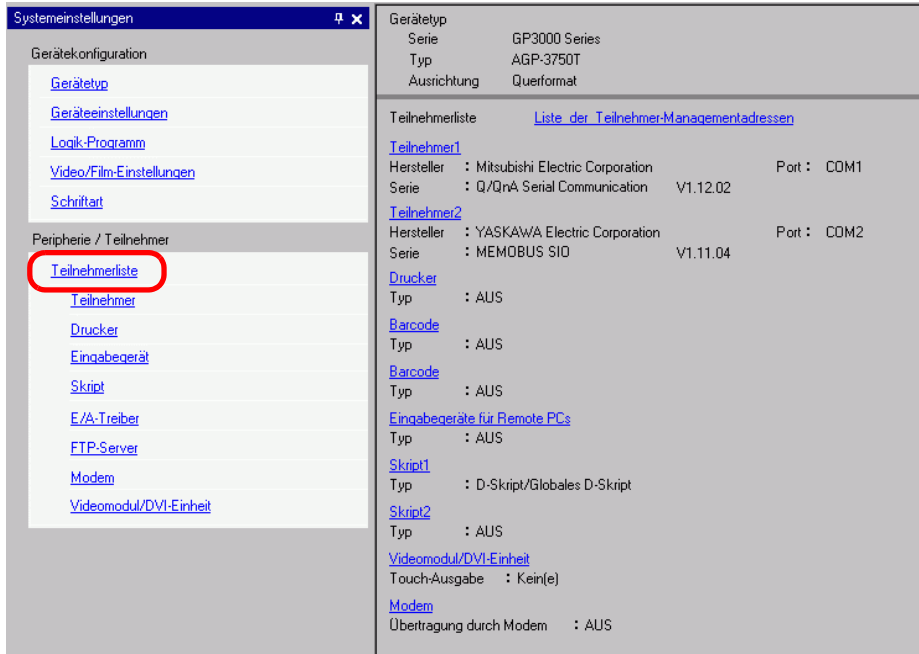 Systemeinstellungen
Gerätekonfiguration
Gerätetyp
Geräteeinstellungen
Logik-Programm
Video/Film-Einstellungen
Schriftart
Peripherie / Teilnehmer
Teilnehmerliste
Teilnehmer
Drucker
Eingabegerät
Skript
E/A-Treiber
FTP-Server
Modem
Videomodul/DVI-Einheit
Gerätetyp
Serie GP3000 Series
Typ AGP-3750T
Ausrichtung Querformat
Teilnehmerliste Liste der Teilnehmer-Managementadressen
Teilnehmer1
Hersteller : Mitsubishi Electric Corporation Port : COM1
Serie : Q/QnA Serial Communication V1.12.02
Teilnehmer2
Hersteller : YASKAWA Electric Corporation Port : COM2
Serie : MEMOBUS SIO V1.11.04
Drucker
Typ : AUS
Barcode
Typ : AUS
Barcode
Typ : AUS
Eingabegeräte für Remote PCs
Typ : AUS
Skript1
Typ : D-Skript/Globales D-Skript
Skript2
Typ : AUS
Videomodul/DVI-Einheit
Touch-Ausgabe : Kein(e)
Modem
Übertragung durch Modem : AUS